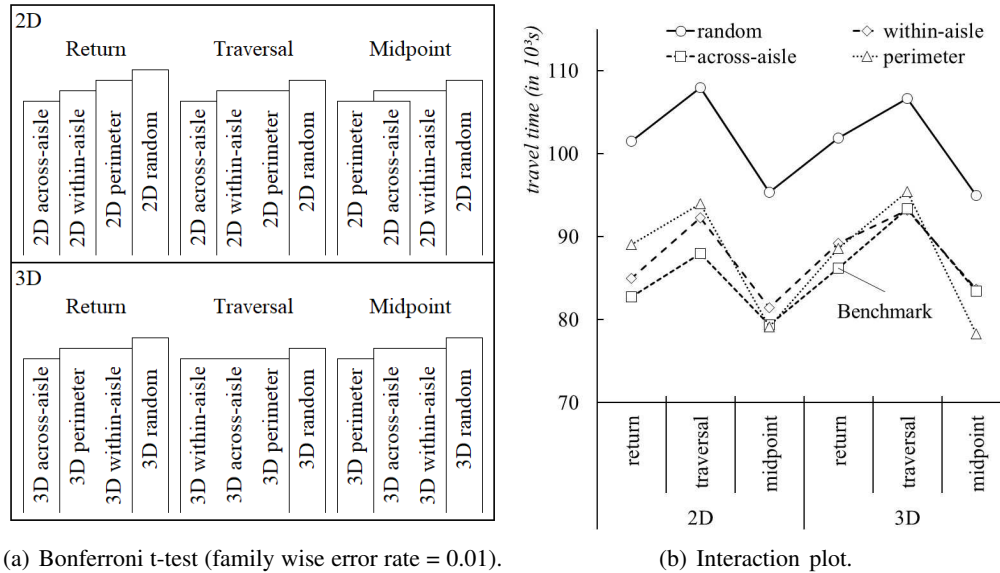 2D
Return Traversal Midpoint
2D across-aisle
2D within-aisle
2D perimeter
2D random
2D across-aisle
2D within-aisle
2D perimeter
2D random
2D perimeter
2D across-aisle
2D within-aisle
2D random
3D
Return Traversal Midpoint
3D across-aisle
3D perimeter
3D within-aisle
3D random
3D within-aisle
3D across-aisle
3D perimeter
3D random
3D perimeter
3D across-aisle
3D within-aisle
3D random
(a) Bonferroni t-test (family wise error rate = 0.01).
travel time (in 10³s)
random within-aisle
across-aisle perimeter
110
100
90
80
70
Benchmark
return
traversal
midpoint
return
traversal
midpoint
2D 3D
(b) Interaction plot.